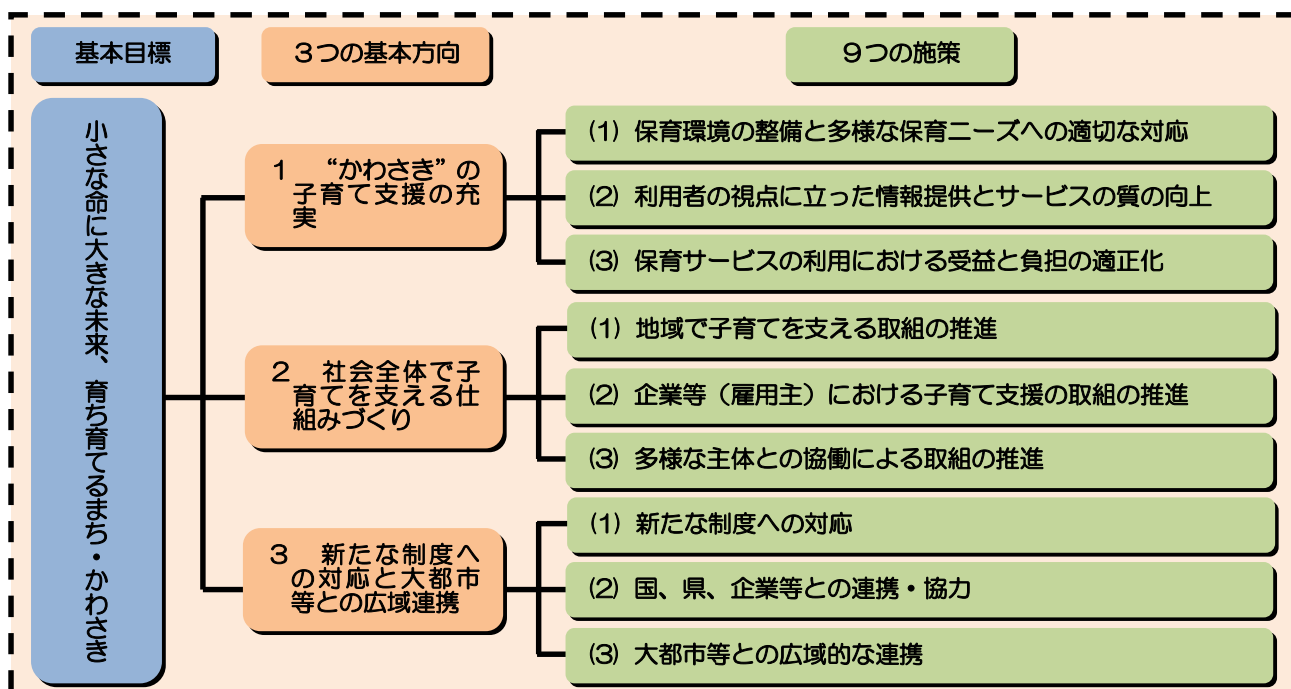 基本目標
3つの基本方向
9つの施策
小さな命に大きな未来、育ち育てるまち・かわさき
1 “かわさき”の
子育て支援の充
実
(1) 保育環境の整備と多様な保育ニーズへの適切な対応
(2) 利用者の視点に立った情報提供とサービスの質の向上
(3) 保育サービスの利用における受益と負担の適正化
2 社会全体で子
育てを支える仕
組みづくり
(1) 地域で子育てを支える取組の推進
(2) 企業等（雇用主）における子育て支援の取組の推進
(3) 多様な主体との協働による取組の推進
3 新たな制度へ
の対応と大都市
等との広域連携
(1) 新たな制度への対応
(2) 国、県、企業等との連携・協力
(3) 大都市等との広域的な連携